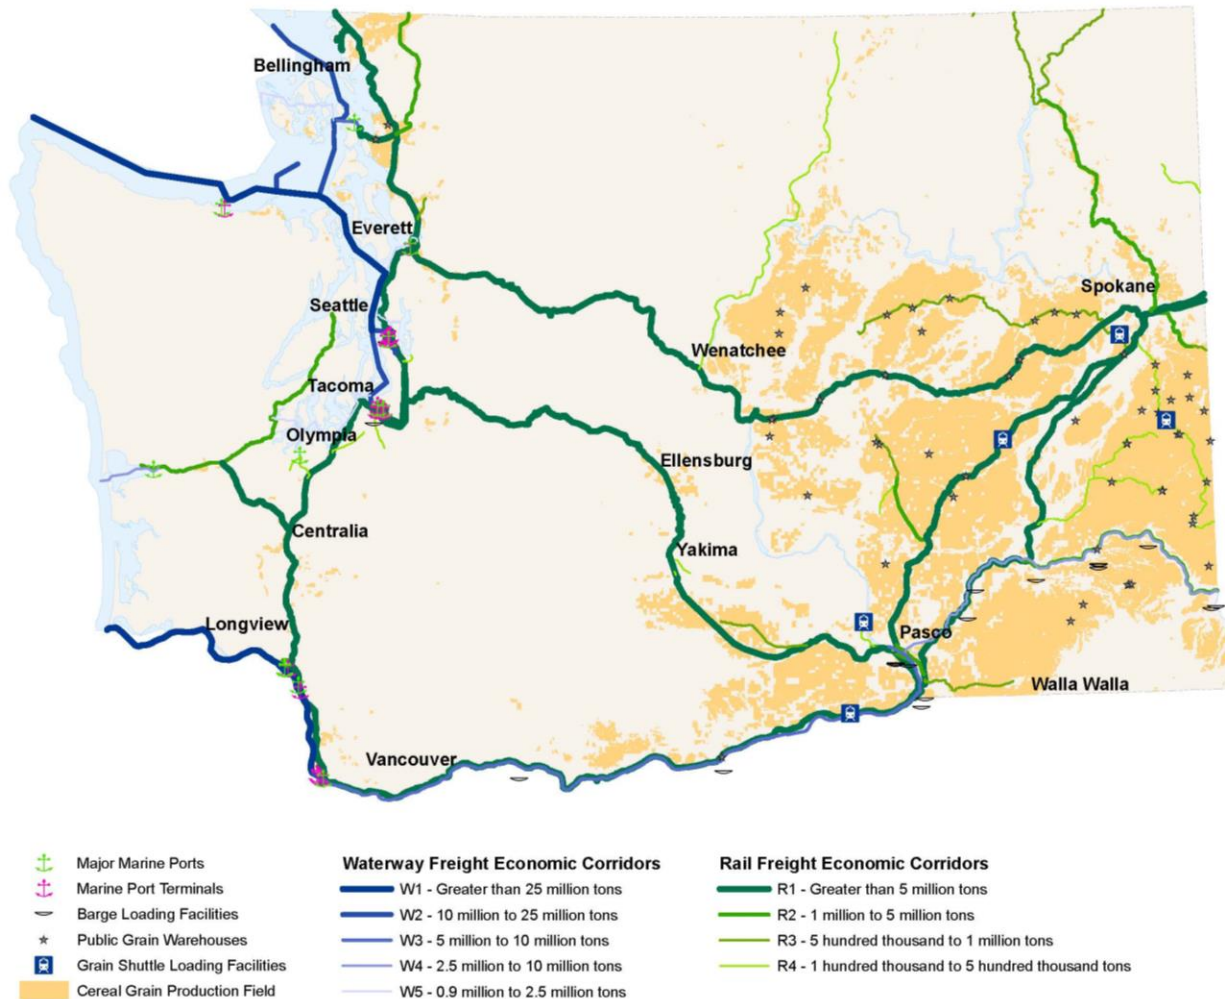 Bellingham
Everett
Spokane
Seattle
Wenatchee
Tacoma
Olympia
Ellensburg
Centralia
Yakima
Longview
Pasco
Walla Walla
Vancouver
Major Marine Ports
Marine Port Terminals
Barge Loading Facilities
Public Grain Warehouses
Grain Shuttle Loading Facilities
Cereal Grain Production Field
Waterway Freight Economic Corridors
W1 - Greater than 25 million tons
W2 - 10 million to 25 million tons
W3 - 5 million to 10 million tons
W4 - 2.5 million to 10 million tons
W5 - 0.9 million to 2.5 million tons
Rail Freight Economic Corridors
R1 - Greater than 5 million tons
R2 - 1 million to 5 million tons
R3 - 5 hundred thousand to 1 million tons
R4 - 1 hundred thousand to 5 hundred thousand tons